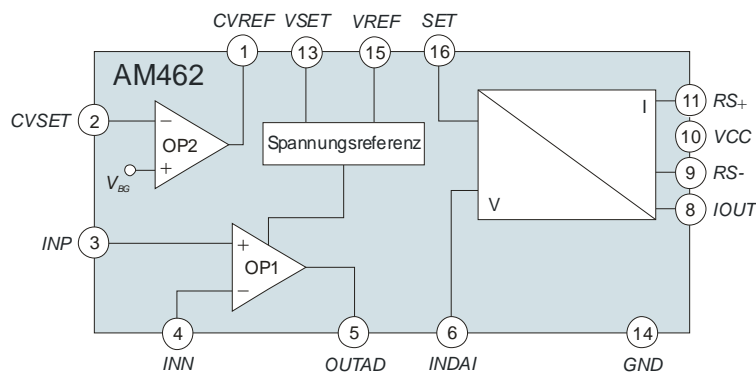 CVREF VSET VREF SET
1 13 15 16
AM462
11 RS+
I
CVSET 2 − OP2 +
Spannungsreferenz
10 VCC
VBG
9 RS-
V
8 IOUT
INP 3 + OP1 −
4 5 6 14
INN OUTAD INDAI GND